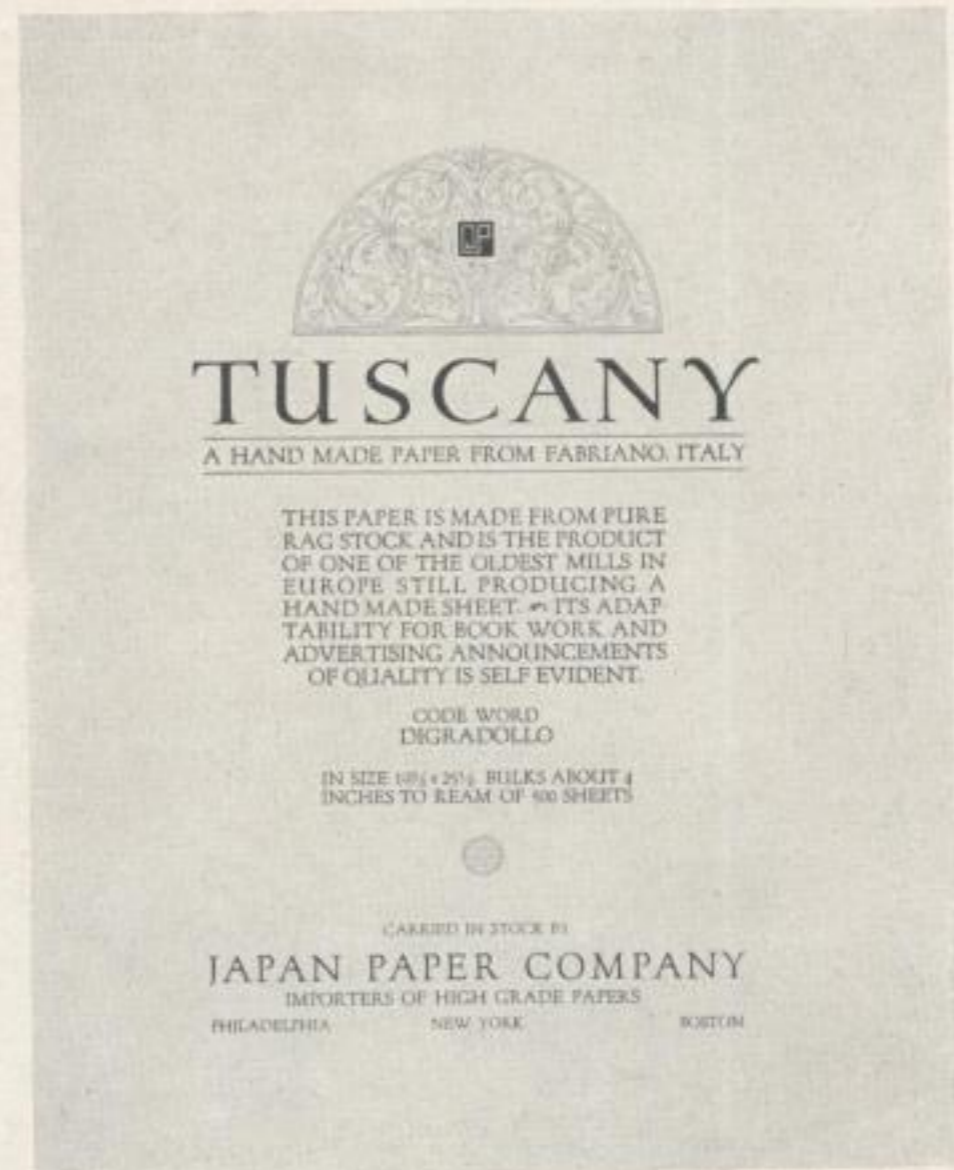 TUSCANY
A HAND MADE PAPER FROM FABRIANO, ITALY
THIS PAPER IS MADE FROM PURE
RAG STOCK AND IS THE PRODUCT
OF ONE OF THE OLDEST MILLS IN
EUROPE STILL PRODUCING A
HAND MADE SHEET. ITS ADAP
TABILITY FOR BOOK WORK AND
ADVERTISING ANNOUNCEMENTS
OF QUALITY IS SELF EVIDENT.
CODE WORD
DIGRADOLLO
IN SIZE BULKS ABOUT 4
INCHES TO REAM OF 500 SHEETS
CARRIED IN STOCK BY
JAPAN PAPER COMPANY
IMPORTERS OF HIGH GRADE PAPERS
PHILADELPHIA NEW YORK BOSTON